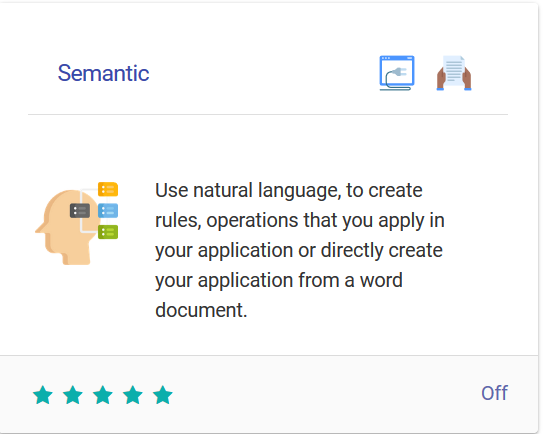 Semantic
Use natural language, to create
rules, operations that you apply in
your application or directly create
your application from a word
document.
Off